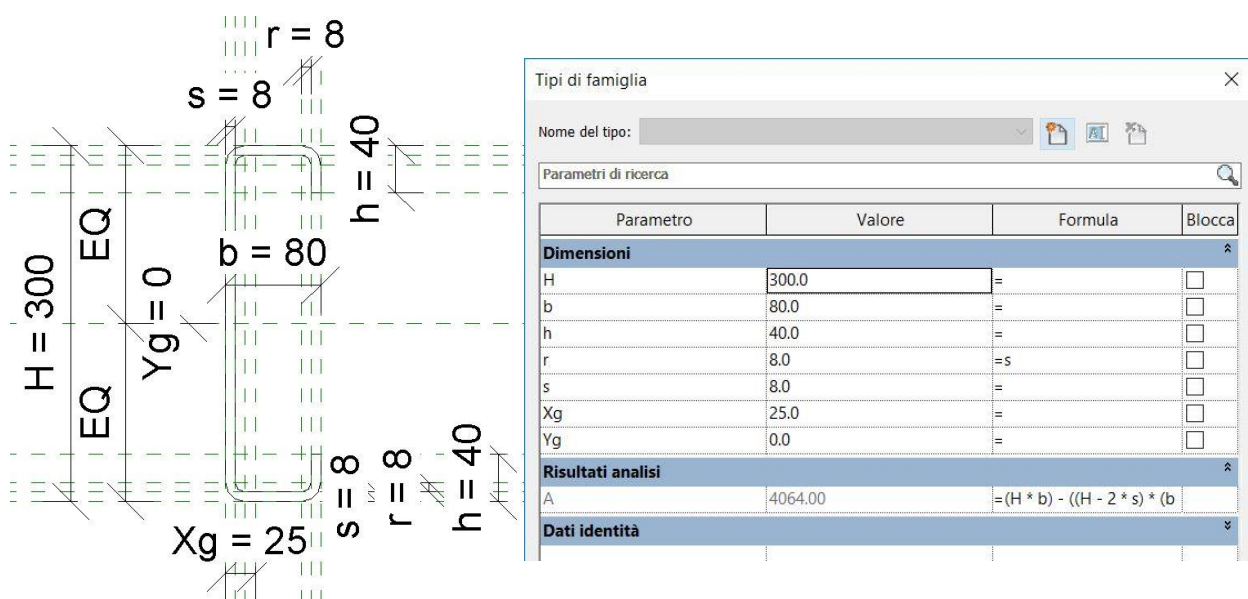 r = 8
s = 8
h = 40
b = 80
H = 300
EQ
EQ
Yg = 0
s = 8
r = 8
h = 40
Xg = 25
Tipi di famiglia
Nome del tipo:
Parametri di ricerca
Parametro Valore Formula Blocca
Dimensioni
H 300.0 =
b 80.0 =
h 40.0 =
r 8.0 =s
s 8.0 =
Xg 25.0 =
Yg 0.0 =
Risultati analisi
A 4064.00 =(H * b) - ((H - 2 * s) * (b
Dati identità